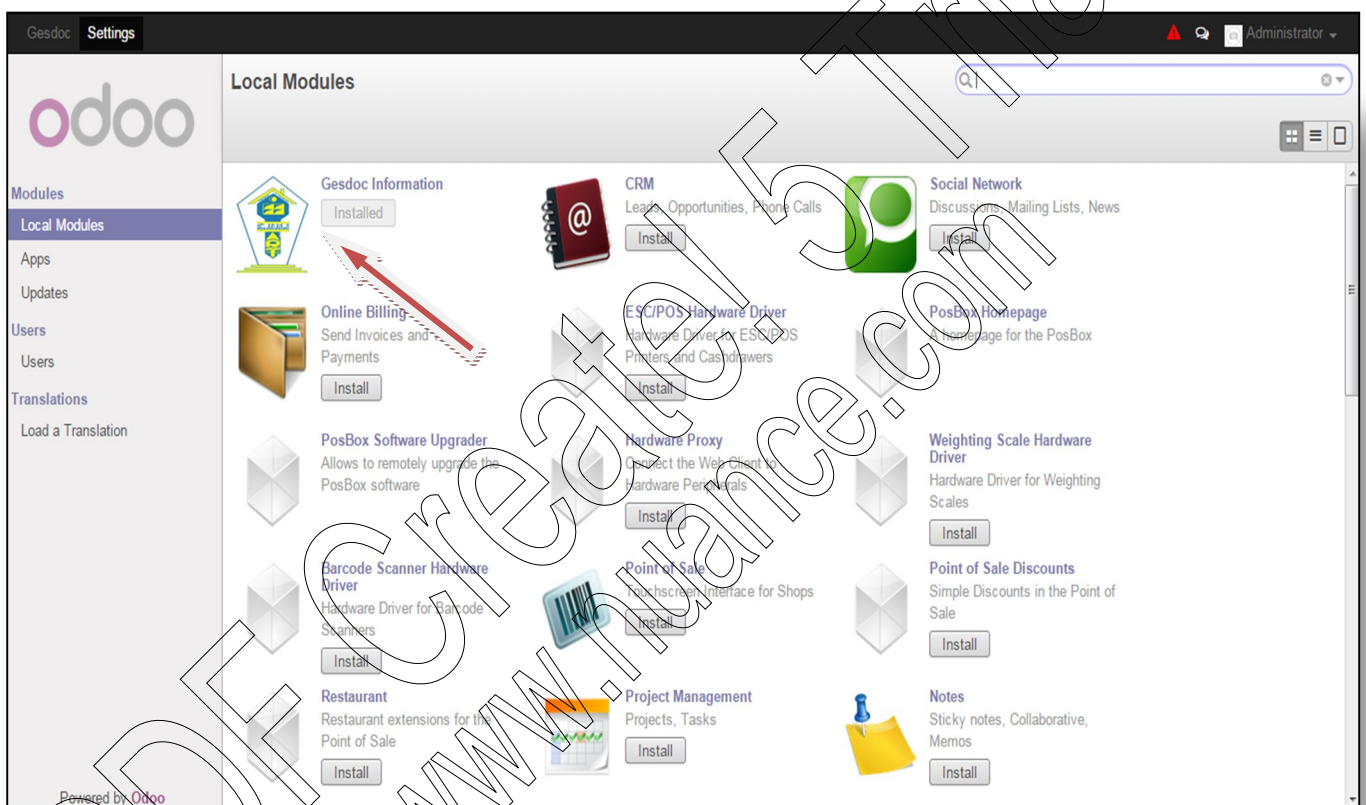 Gesdoc Settings
Administrator
odoo
Local Modules
Modules
Local Modules
Apps
Updates
Users
Users
Translations
Load a Translation
Powered by Odoo
Gesdoc Information
Installed
CRM
Leads, Opportunities, Phone Calls
Install
Social Network
Discussions, Mailing Lists, News
Install
Online Billing
Send Invoices and
Payments
Install
ESC/POS Hardware Driver
Hardware Driver for ESC/POS
Printers and Cashdrawers
Install
PosBox Homepage
A homepage for the PosBox
PosBox Software Upgrader
Allows to remotely upgrade the
PosBox software
Hardware Proxy
Connect the Web Client to
Hardware Peripherals
Install
Weighting Scale Hardware
Driver
Hardware Driver for Weighting
Scales
Install
Barcode Scanner Hardware
Driver
Hardware Driver for Barcode
Scanners
Install
Point of Sale
Touchscreen Interface for Shops
Install
Point of Sale Discounts
Simple Discounts in the Point of
Sale
Install
Restaurant
Restaurant extensions for the
Point of Sale
Install
Project Management
Projects, Tasks
Install
Notes
Sticky notes, Collaborative,
Memos
Install
PDF Create! 5 Trial
www.nuance.com